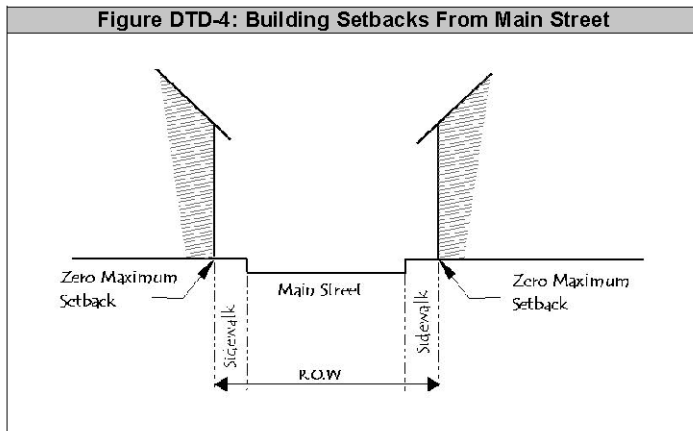 Figure DTD-4: Building Setbacks From Main Street
Zero Maximum
Setback
Main Street
Zero Maximum
Setback
Sidewalk
Sidewalk
R.O.W